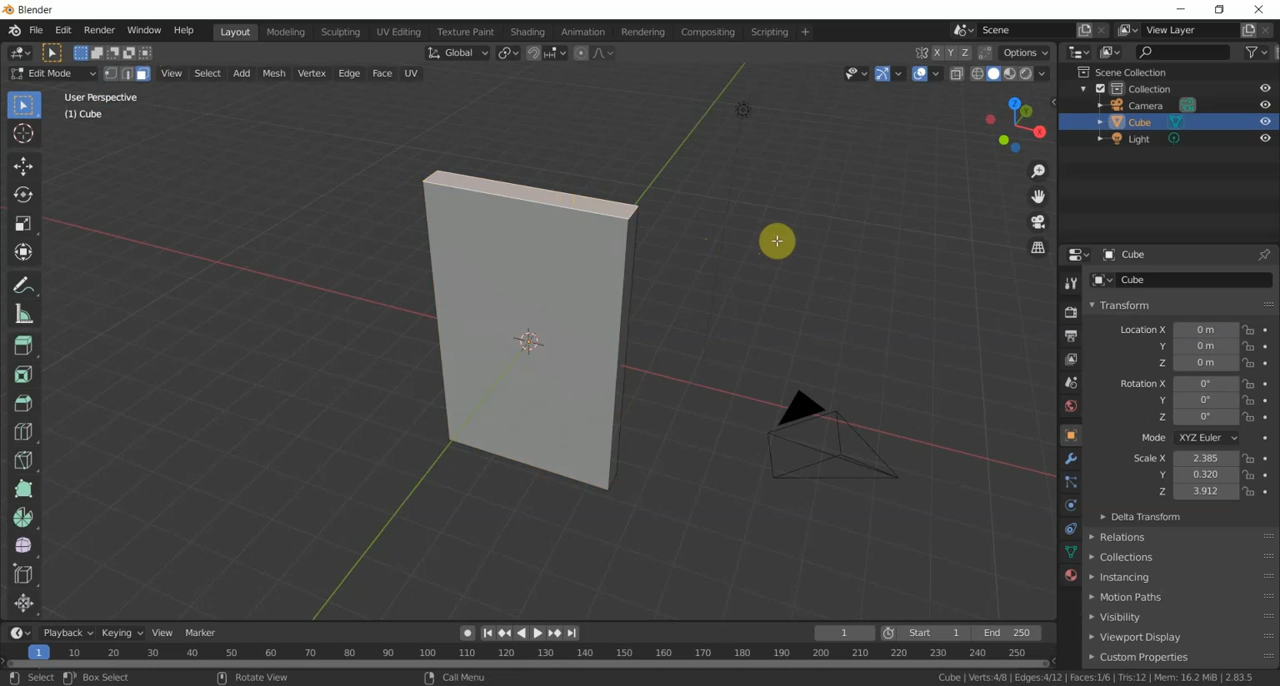 Blender
File Edit Render Window Help Layout Modeling Sculpting UV Editing Texture Paint Shading Animation Rendering Compositing Scripting + Scene View Layer
Global X Y Z Options
Edit Mode View Select Add Mesh Vertex Edge Face UV
User Perspective
(1) Cube
Z
Y
X
Scene Collection
Collection
Camera
Cube
Light
Cube
Cube
Transform
Location X 0 m
Y 0 m
Z 0 m
Rotation X 0°
Y 0°
Z 0°
Mode XYZ Euler
Scale X 2.385
Y 0.320
Z 3.912
Delta Transform
Relations
Collections
Instancing
Motion Paths
Visibility
Viewport Display
Custom Properties
Playback Keying View Marker 1 Start 1 End 250
1 10 20 30 40 50 60 70 80 90 100 110 120 130 140 150 160 170 180 190 200 210 220 230 240 250
Select Box Select Rotate View Call Menu Cube | Verts:4/8 | Edges:4/12 | Faces:1/6 | Tris:12 | Mem: 16.2 MiB | 2.83.5